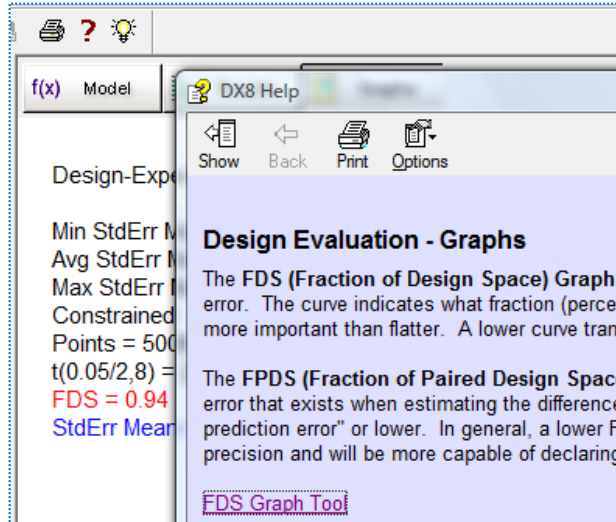 f(x) Model
DX8 Help
Show Back Print Options
Design-Expe
Min StdErr M
Avg StdErr M
Max StdErr M
Constrained
Points = 500
t(0.05/2,8) =
FDS = 0.94
StdErr Mean
Design Evaluation - Graphs
The FDS (Fraction of Design Space) Graph
error. The curve indicates what fraction (perce
more important than flatter. A lower curve tran
The FPDS (Fraction of Paired Design Space
error that exists when estimating the difference
prediction error" or lower. In general, a lower F
precision and will be more capable of declaring
FDS Graph Tool